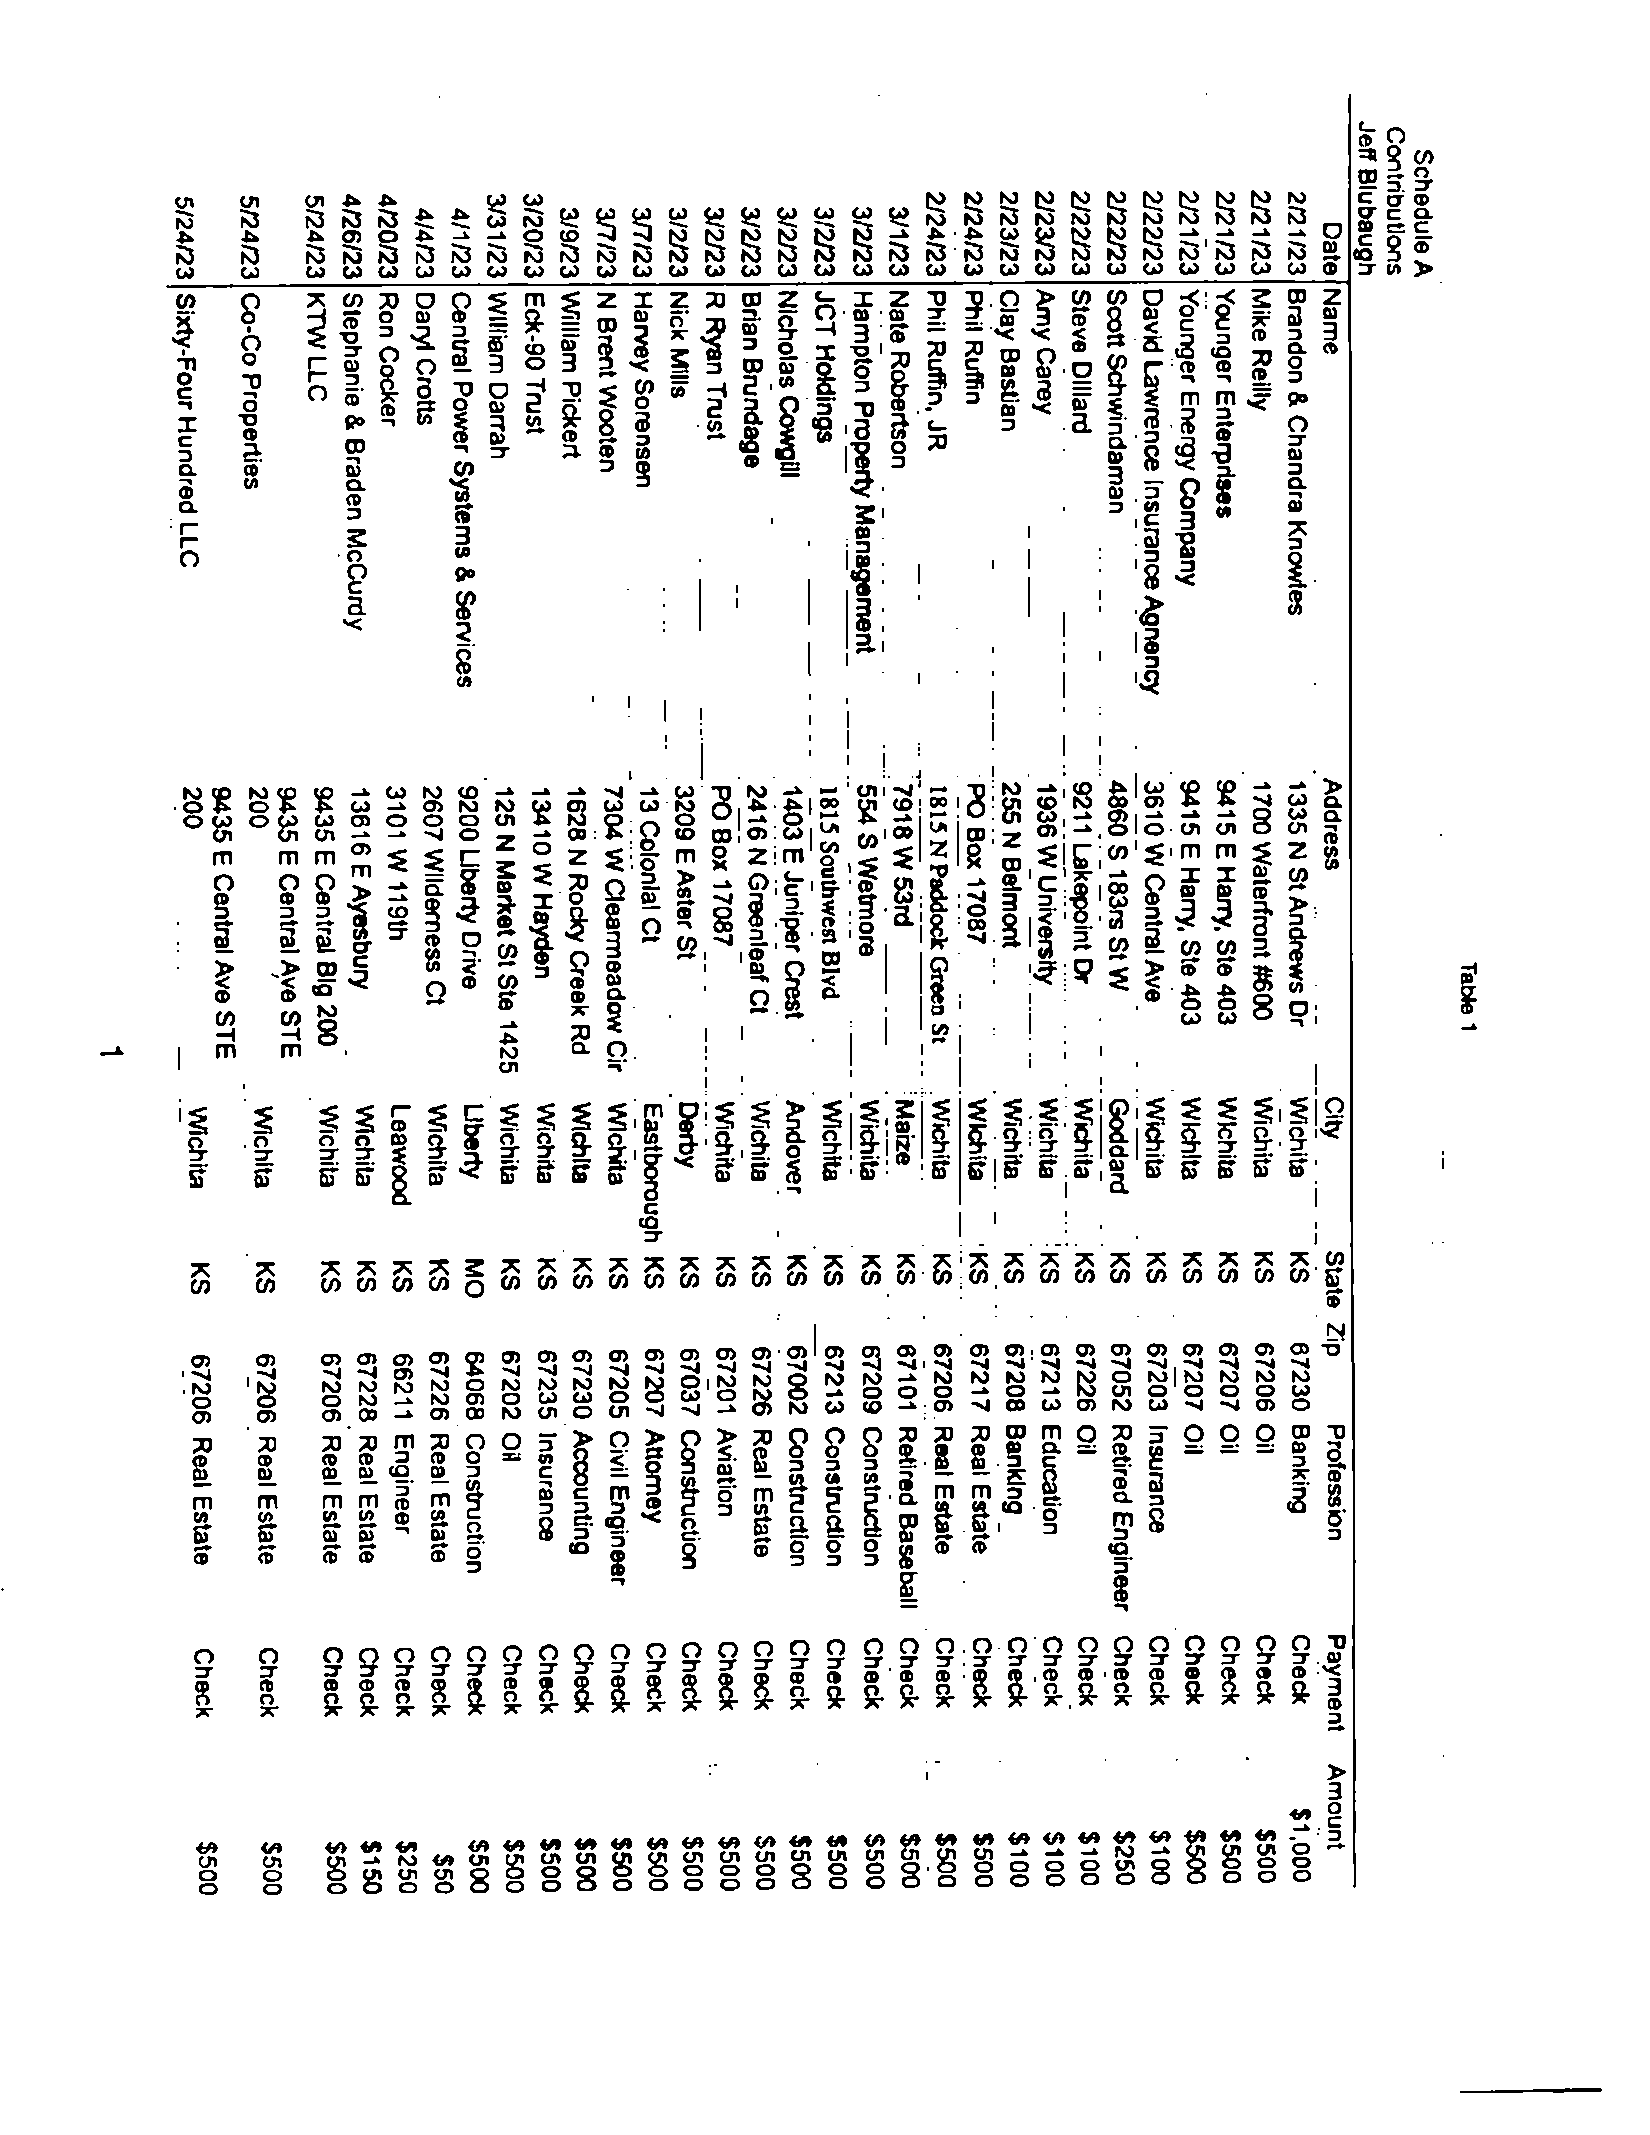 Table 1
Schedule A
Contributions
Jeff Blubaugh
Date Name Address City State Zip Profession Payment Amount
2/21/23 Brandon & Chandra Knowles 1335 N St Andrews Dr Wichita KS 67230 Banking Check $1,000
2/21/23 Mike Reilly 1700 Waterfront #600 Wichita KS 67206 Oil Check $500
2/21/23 Younger Enterprises 9415 E Harry, Ste 403 Wichita KS 67207 Oil Check $500
2/21/23 Younger Energy Company 9415 E Harry, Ste 403 Wichita KS 67207 Oil Check $500
2/22/23 David Lawrence Insurance Agnency 3610 W Central Ave Wichita KS 67203 Insurance Check $100
2/22/23 Scott Schwindaman 4860 S 183rs St W Goddard KS 67052 Retired Engineer Check $250
2/22/23 Steve Dillard 9211 Lakepoint Dr Wichita KS 67226 Oil Check $100
2/23/23 Amy Carey 1936 W University Wichita KS 67213 Education Check $100
2/23/23 Clay Bastian 255 N Belmont Wichita KS 67208 Banking Check $100
2/24/23 Phil Ruffin PO Box 17087 Wichita KS 67217 Real Estate Check $500
2/24/23 Phil Ruffin, JR 1815 N Paddock Green St Wichita KS 67206 Real Estate Check $500
3/1/23 Nate Robertson 7918 W 53rd Maize KS 67101 Retired Baseball Check $500
3/2/23 Hampton Property Management 554 S Wetmore Wichita KS 67209 Construction Check $500
3/2/23 JCT Holdings 1815 Southwest Blvd Wichita KS 67213 Construction Check $500
3/2/23 Nicholas Cowgill 1403 E Juniper Crest Andover KS 67002 Construction Check $500
3/2/23 Brian Brundage 2416 N Greenleaf Ct Wichita KS 67226 Real Estate Check $500
3/2/23 R Ryan Trust PO Box 17087 Wichita KS 67201 Aviation Check $500
3/2/23 Nick Mills 3209 E Aster St Derby KS 67037 Construction Check $500
3/7/23 Harvey Sorensen 13 Colonial Ct Eastborough KS 67207 Attorney Check $500
3/7/23 N Brent Wooten 7304 W Clearmeadow Cir Wichita KS 67205 Civil Engineer Check $500
3/9/23 William Pickert 1628 N Rocky Creek Rd Wichita KS 67230 Accounting Check $500
3/20/23 Eck-90 Trust 13410 W Hayden Wichita KS 67235 Insurance Check $500
3/31/23 William Darrah 125 N Market St Ste 1425 Wichita KS 67202 Oil Check $500
4/1/23 Central Power Systems & Services 9200 Liberty Drive Liberty MO 64068 Construction Check $500
4/4/23 Daryl Crotts 2607 Wilderness Ct Wichita KS 67226 Real Estate Check $50
4/20/23 Ron Cocker 3101 W 119th Leawood KS 66211 Engineer Check $250
4/26/23 Stephanie & Braden McCurdy 13616 E Ayesbury Wichita KS 67228 Real Estate Check $150
5/24/23 KTW LLC 9435 E Central Blg 200 Wichita KS 67206 Real Estate Check $500
9435 E Central Ave STE
5/24/23 Co-Co Properties 200 Wichita KS 67206 Real Estate Check $500
9435 E Central Ave STE
5/24/23 Sixty-Four Hundred LLC 200 Wichita KS 67206 Real Estate Check $500
1